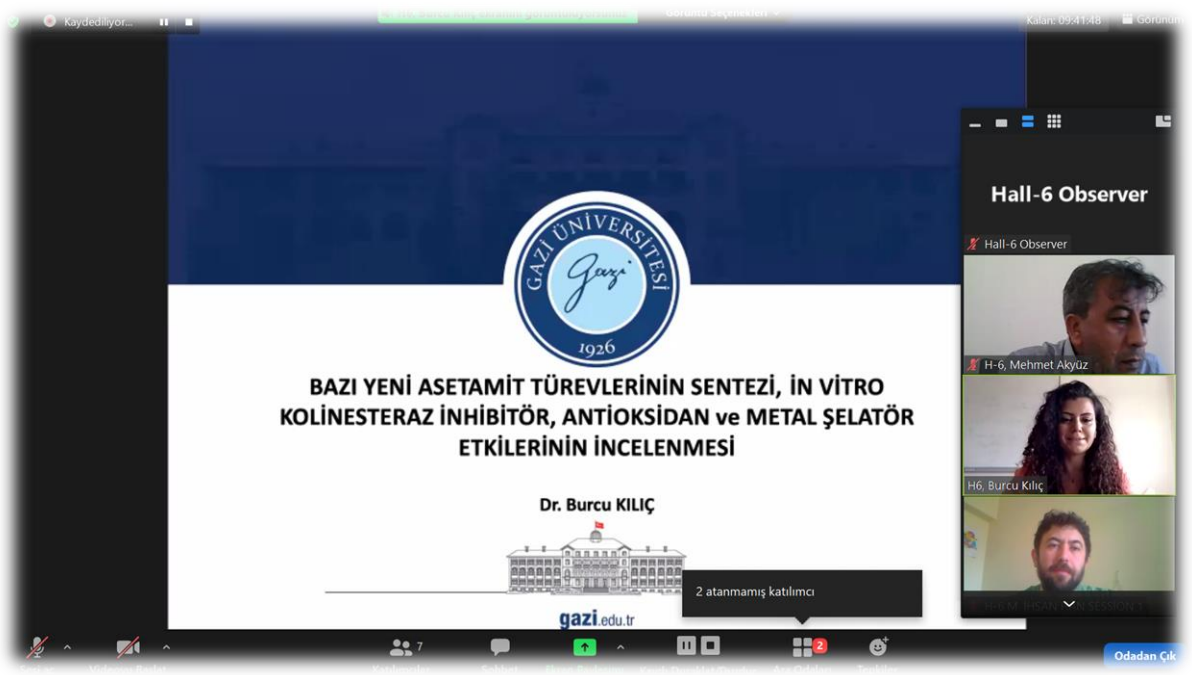 Kaydediliyor...
Görüntü Seçenekleri
Kalan: 09:41:48
Görünüm
Hall-6 Observer
Hall-6 Observer
GAZİ ÜNİVERSİTESİ
Gazi
1926
H-6, Mehmet Akyüz
BAZI YENİ ASETAMİT TÜREVLERİNİN SENTEZİ, İN VİTRO
KOLİNESTERAZ İNHİBİTÖR, ANTİOKSİDAN ve METAL ŞELATÖR
ETKİLERİNİN İNCELENMESİ
H6, Burcu Kılıç
Dr. Burcu KILIÇ
2 atanmamış katılımcı
gazi.edu.tr
7
2
Odadan Çık